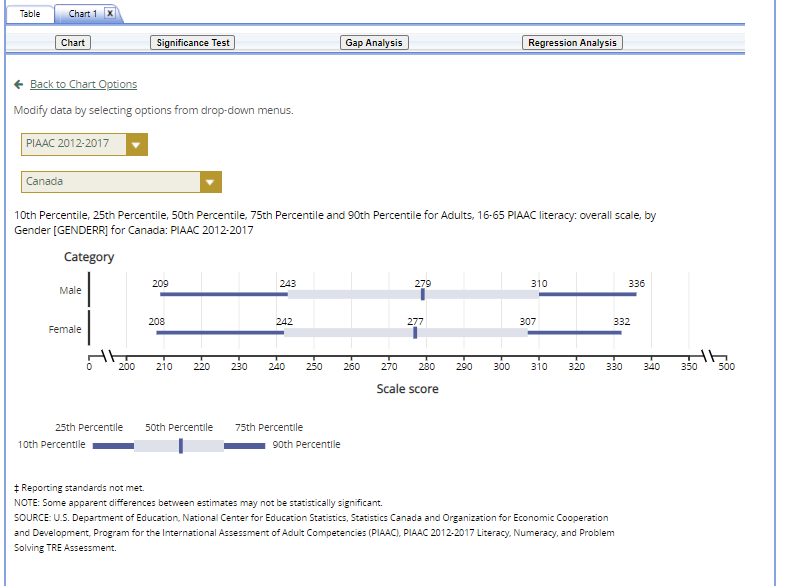 Table Chart 1 X
Chart Significance Test Gap Analysis Regression Analysis
Back to Chart Options
Modify data by selecting options from drop-down menus.
PIAAC 2012-2017
Canada
10th Percentile, 25th Percentile, 50th Percentile, 75th Percentile and 90th Percentile for Adults, 16-65 PIAAC literacy: overall scale, by
Gender [GENDERR] for Canada: PIAAC 2012-2017
Category
209 243 279 310 336
Male
208 242 277 307 332
Female
0 200 210 220 230 240 250 260 270 280 290 300 310 320 330 340 350 500
Scale score
25th Percentile 50th Percentile 75th Percentile
10th Percentile 90th Percentile
‡ Reporting standards not met.
NOTE: Some apparent differences between estimates may not be statistically significant.
SOURCE: U.S. Department of Education, National Center for Education Statistics, Statistics Canada and Organization for Economic Cooperation
and Development, Program for the International Assessment of Adult Competencies (PIAAC), PIAAC 2012-2017 Literacy, Numeracy, and Problem
Solving TRE Assessment.